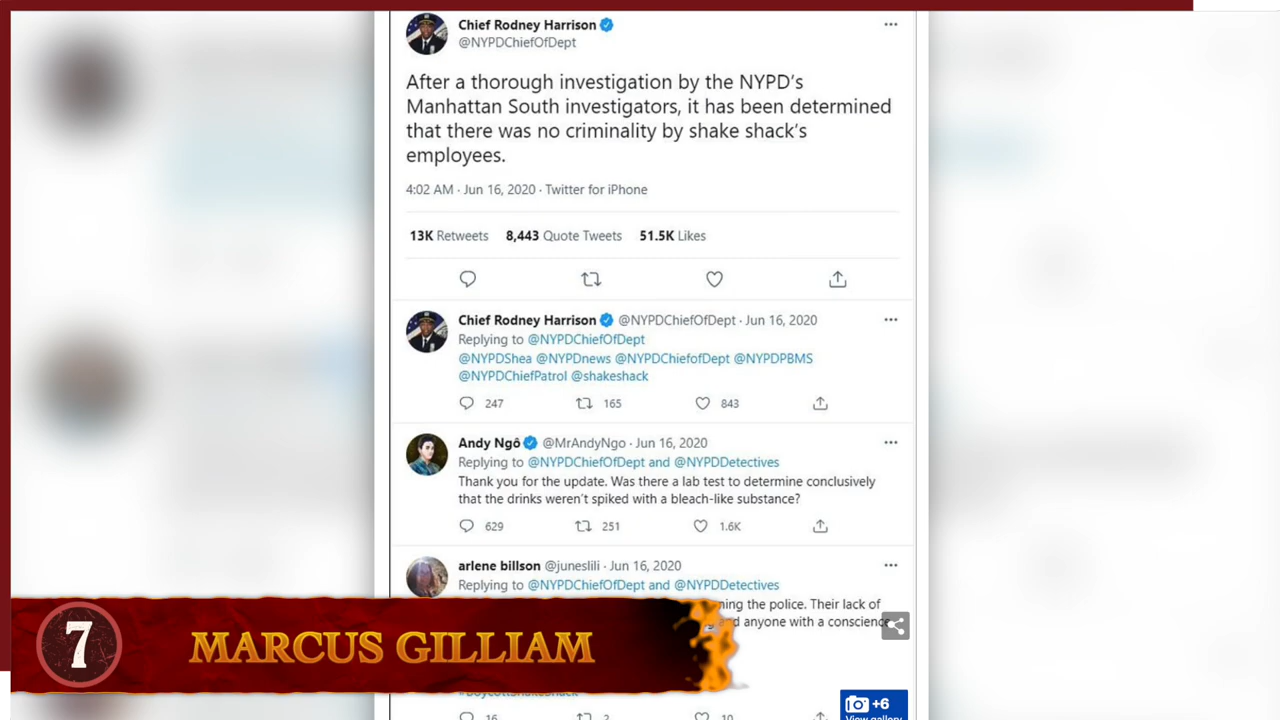 Chief Rodney Harrison
@NYPDChiefOfDept
After a thorough investigation by the NYPD's
Manhattan South investigators, it has been determined
that there was no criminality by shake shack's
employees.
4:02 AM · Jun 16, 2020 · Twitter for iPhone
13K Retweets 8,443 Quote Tweets 51.5K Likes
Chief Rodney Harrison @NYPDChiefOfDept · Jun 16, 2020
Replying to @NYPDChiefOfDept
@NYPDShea @NYPDnews @NYPDChiefofDept @NYPDPBMS
@NYPDChiefPatrol @shakeshack
247 165 843
Andy Ngô @MrAndyNgo · Jun 16, 2020
Replying to @NYPDChiefOfDept and @NYPDDetectives
Thank you for the update. Was there a lab test to determine conclusively
that the drinks weren't spiked with a bleach-like substance?
629 251 1.6K
arlene billson @juneslili · Jun 16, 2020
Replying to @NYPDChiefOfDept and @NYPDDetectives
the police. Their lack of
anyone with a conscience
7 MARCUS GILLIAM
#BoycottShakeShack
16 2 10
+6
View gallery